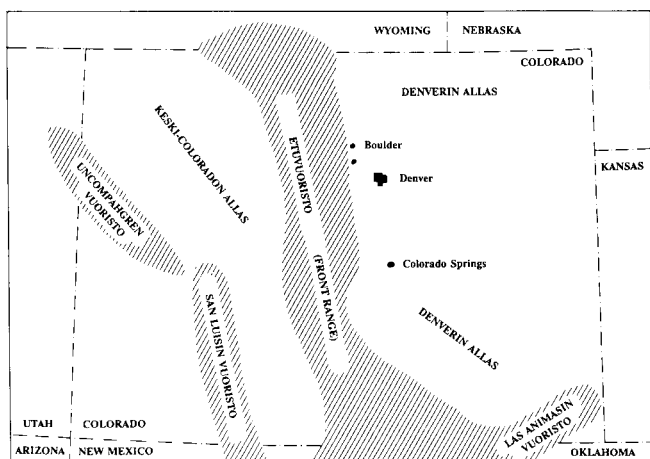 WYOMING
NEBRASKA
COLORADO
DENVERIN ALLAS
KESKI-COLORADON ALLAS
ETUVUORISTO
(FRONT RANGE)
Boulder
Denver
KANSAS
UNCOMPAHGREN
VUORISTO
Colorado Springs
SAN LUISIN VUORISTO
DENVERIN ALLAS
LAS ANIMASIN
VUORISTO
UTAH
COLORADO
ARIZONA
NEW MEXICO
OKLAHOMA